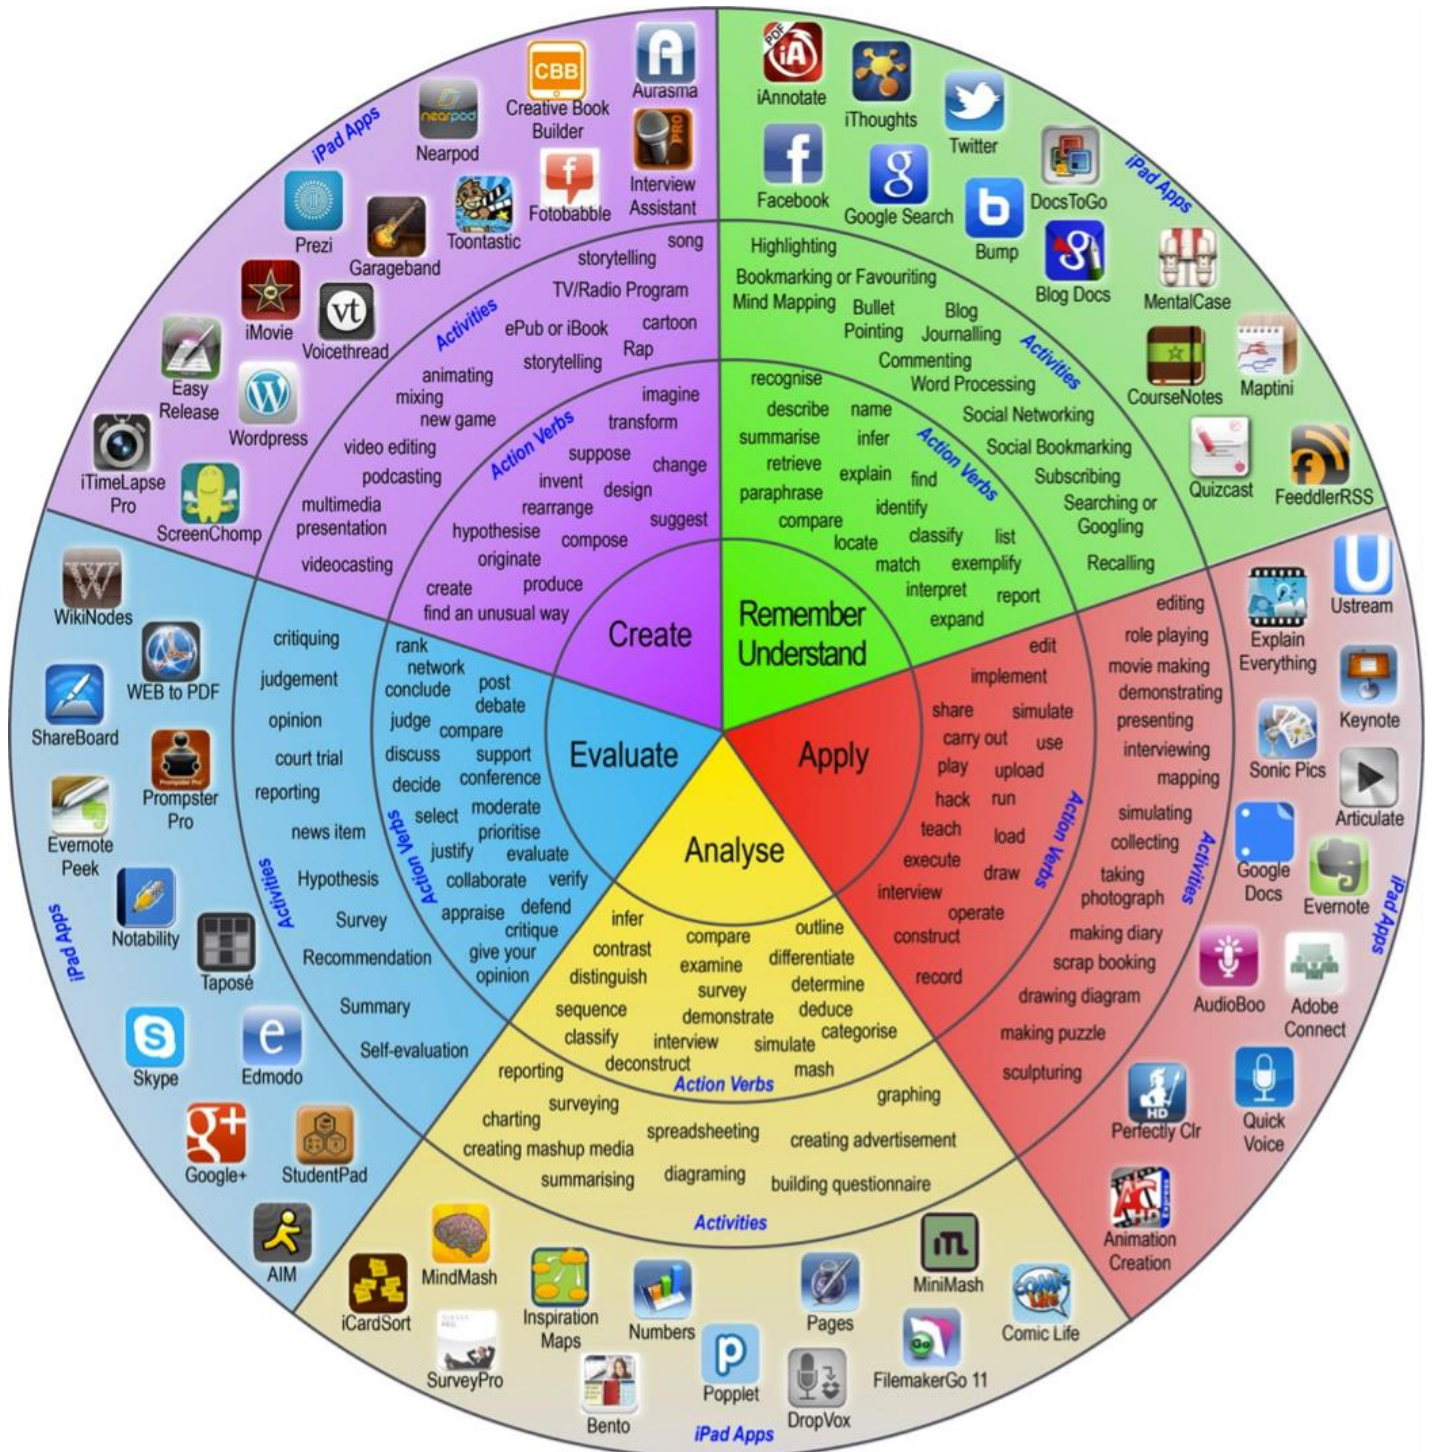 iPad Apps
CBB
Creative Book
Builder
A
Aurasma
nearpod
Nearpod
PRO
Interview
Assistant
f
Fotobabble
Toontastic
Prezi
Garageband
iMovie
vt
Voicethread
Easy
Release
W
Wordpress
iTimeLapse
Pro
ScreenChomp
Activities
song
storytelling
TV/Radio Program
ePub or iBook
cartoon
Rap
storytelling
animating
mixing
new game
video editing
podcasting
multimedia
presentation
videocasting
Action Verbs
imagine
transform
suppose
change
invent
design
rearrange
suggest
hypothesise
compose
originate
create
produce
find an unusual way
Create
PDF
iA
iAnnotate
iThoughts
Twitter
DocsToGo
iPad Apps
f
Facebook
g
Google Search
b
Bump
g
Blog Docs
MentalCase
CourseNotes
Maptini
Quizcast
f
FeeddlerRSS
Highlighting
Bookmarking or Favouriting
Mind Mapping
Bullet
Pointing
Blog
Journalling
Activities
Commenting
Word Processing
Social Networking
Social Bookmarking
Subscribing
Searching or
Googling
Recalling
recognise
describe
name
summarise
infer
Action Verbs
retrieve
explain
find
paraphrase
identify
compare
locate
classify
list
match
exemplify
interpret
report
expand
Remember
Understand
U
Ustream
Explain
Everything
Keynote
Sonic Pics
Articulate
Google
Docs
Evernote
iPad Apps
AudioBoo
Adobe
Connect
HD
Perfectly Clr
Quick
Voice
HD
Express
Animation
Creation
editing
role playing
movie making
demonstrating
presenting
interviewing
mapping
simulating
collecting
Activities
taking
photograph
making diary
scrap booking
drawing diagram
making puzzle
sculpturing
edit
implement
share
simulate
carry out
use
play
upload
hack
run
Action Verbs
teach
load
execute
draw
interview
operate
construct
record
Apply
Analyse
infer
outline
contrast
compare
differentiate
distinguish
examine
determine
survey
sequence
demonstrate
deduce
classify
interview
simulate
categorise
deconstruct
mash
Action Verbs
reporting
surveying
graphing
charting
spreadsheeting
creating mashup media
creating advertisement
summarising
diagraming
building questionnaire
Activities
iCardSort
MindMash
SURVEY
PRO
SurveyPro
Inspiration
Maps
Bento
Numbers
p
Popplet
Pages
DropVox
m
MiniMash
Go
FilemakerGo 11
COMIC
Life
Comic Life
iPad Apps
Evaluate
rank
network
conclude
post
debate
judge
compare
discuss
support
conference
decide
select
moderate
prioritise
Action Verbs
justify
evaluate
collaborate
verify
appraise
defend
critique
give your
opinion
critiquing
judgement
opinion
court trial
reporting
news item
Activities
Hypothesis
Survey
Recommendation
Summary
Self-evaluation
W
WikiNodes
WEB to PDF
ShareBoard
Prompster Pro
Prompster
Pro
Evernote
Peek
Notability
Taposé
iPad Apps
S
Skype
e
Edmodo
g+
Google+
StudentPad
AIM